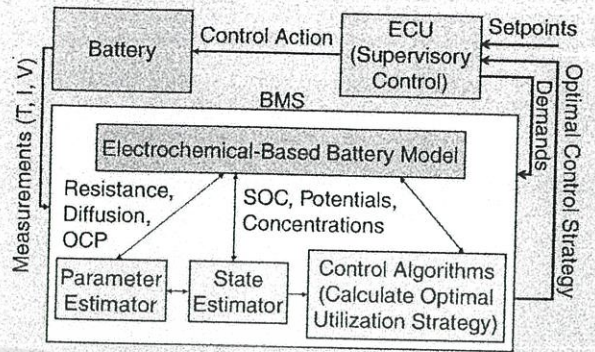 Battery
Control Action
ECU
(Supervisory
Control)
Setpoints
Measurements (T, I, V)
BMS
Demands
Optimal Control Strategy
Electrochemical-Based Battery Model
Resistance,
Diffusion,
OCP
SOC, Potentials,
Concentrations
Parameter
Estimator
State
Estimator
Control Algorithms
(Calculate Optimal
Utilization Strategy)